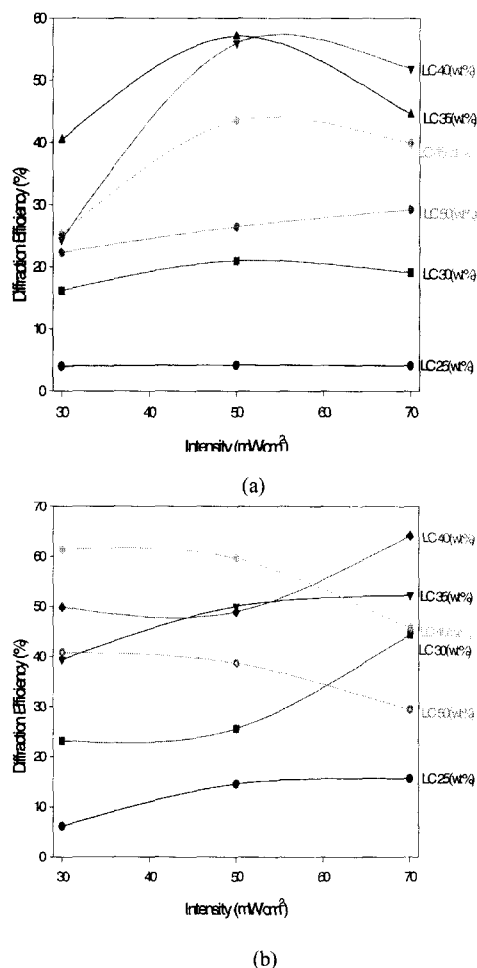 60
50
40
30
20
10
0
Diffraction Efficiency (%)
LC40(wt%)
LC35(wt%)
LC50(wt%)
LC30(wt%)
LC25(wt%)
30 40 50 60 70
Intensity (mW/cm²)
(a)
70
60
50
40
30
20
10
0
Diffraction Efficiency (%)
LC40(wt%)
LC35(wt%)
LC30(wt%)
LC50(wt%)
LC25(wt%)
30 40 50 60 70
Intensity (mW/cm²)
(b)